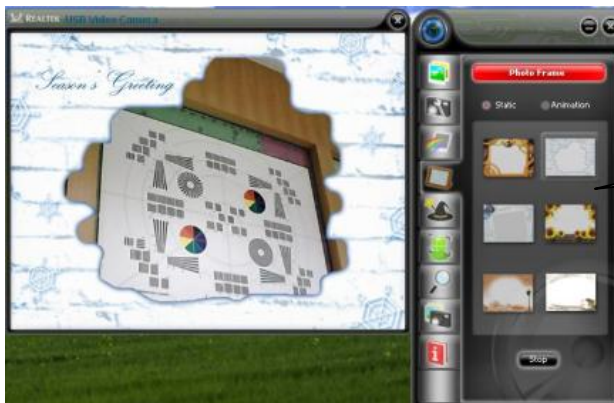 REALTEK USB Video Camera
Season's Greeting
Photo Frame
Static
Animation
Stop